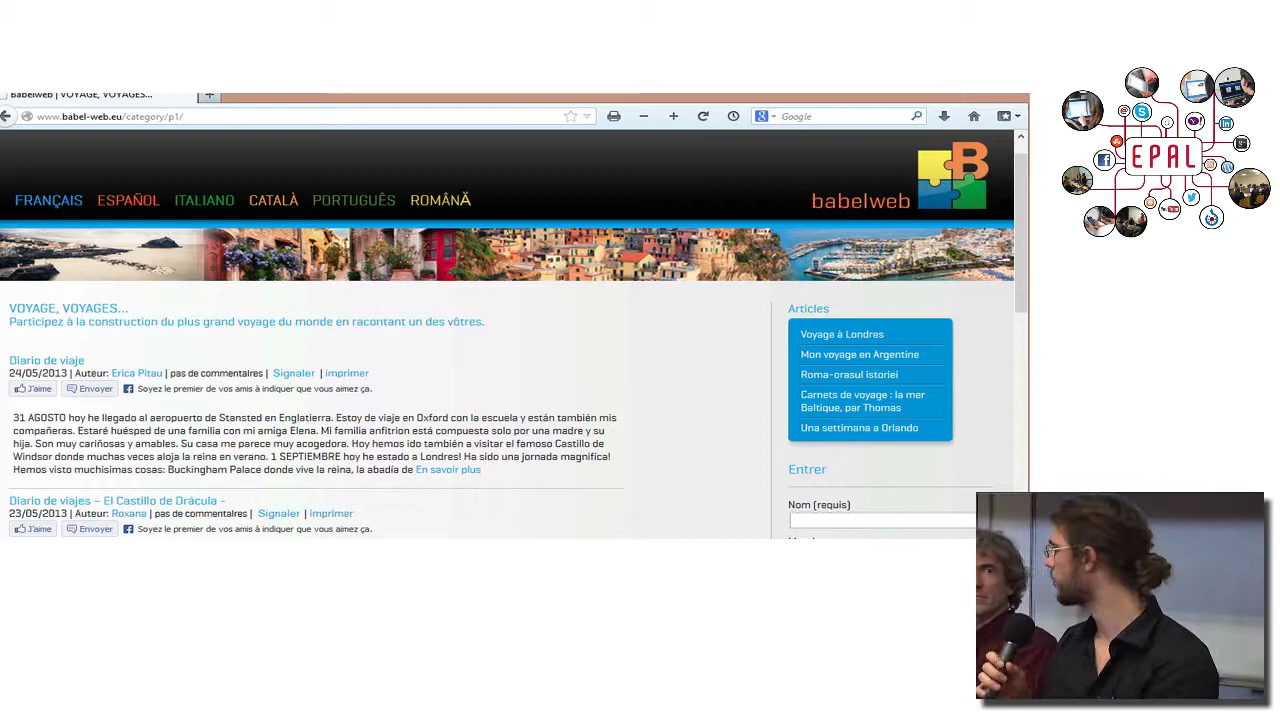 Babelweb | VOYAGE, VOYAGES...
www.babel-web.eu/category/p1/
Google
EPAL
FRANÇAIS ESPAÑOL ITALIANO CATALÀ PORTUGUÊS ROMÂNĂ
babelweb
B
VOYAGE, VOYAGES...
Participez à la construction du plus grand voyage du monde en racontant un des vôtres.
Diario de viaje
24/05/2013 | Auteur: Erica Pitau | pas de commentaires | Signaler | imprimer
J'aime Envoyer Soyez le premier de vos amis à indiquer que vous aimez ça.
31 AGOSTO hoy he llegado al aeropuerto de Stansted en Englatierra. Estoy de viaje en Oxford con la escuela y están también mis
compañeras. Estaré huésped de una familia con mi amiga Elena. Mi familia anfitrion está compuesta solo por una madre y su
hija. Son muy cariñosas y amables. Su casa me parece muy acogedora. Hoy hemos ido también a visitar el famoso Castillo de
Windsor donde muchas veces aloja la reina en verano. 1 SEPTIEMBRE hoy he estado a Londres! Ha sido una jornada magnífica!
Hemos visto muchisimas cosas: Buckingham Palace donde vive la reina, la abadía de En savoir plus
Diario de viajes – El Castillo de Drácula -
23/05/2013 | Auteur: Roxana | pas de commentaires | Signaler | imprimer
J'aime Envoyer Soyez le premier de vos amis à indiquer que vous aimez ça.
Articles
Voyage à Londres
Mon voyage en Argentine
Roma-orasul istoriei
Carnets de voyage : la mer
Baltique, par Thomas
Una settimana a Orlando
Entrer
Nom (requis)